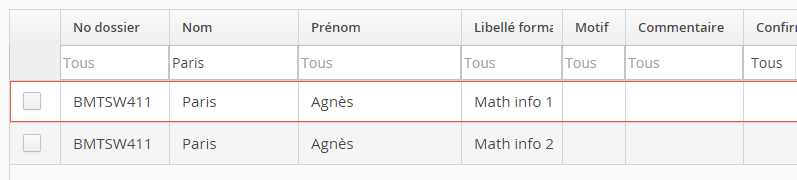 No dossier Nom Prénom Libellé forma Motif Commentaire Confirm
Tous Paris Tous Tous Tous Tous Tous
BMTSW411 Paris Agnès Math info 1
BMTSW411 Paris Agnès Math info 2